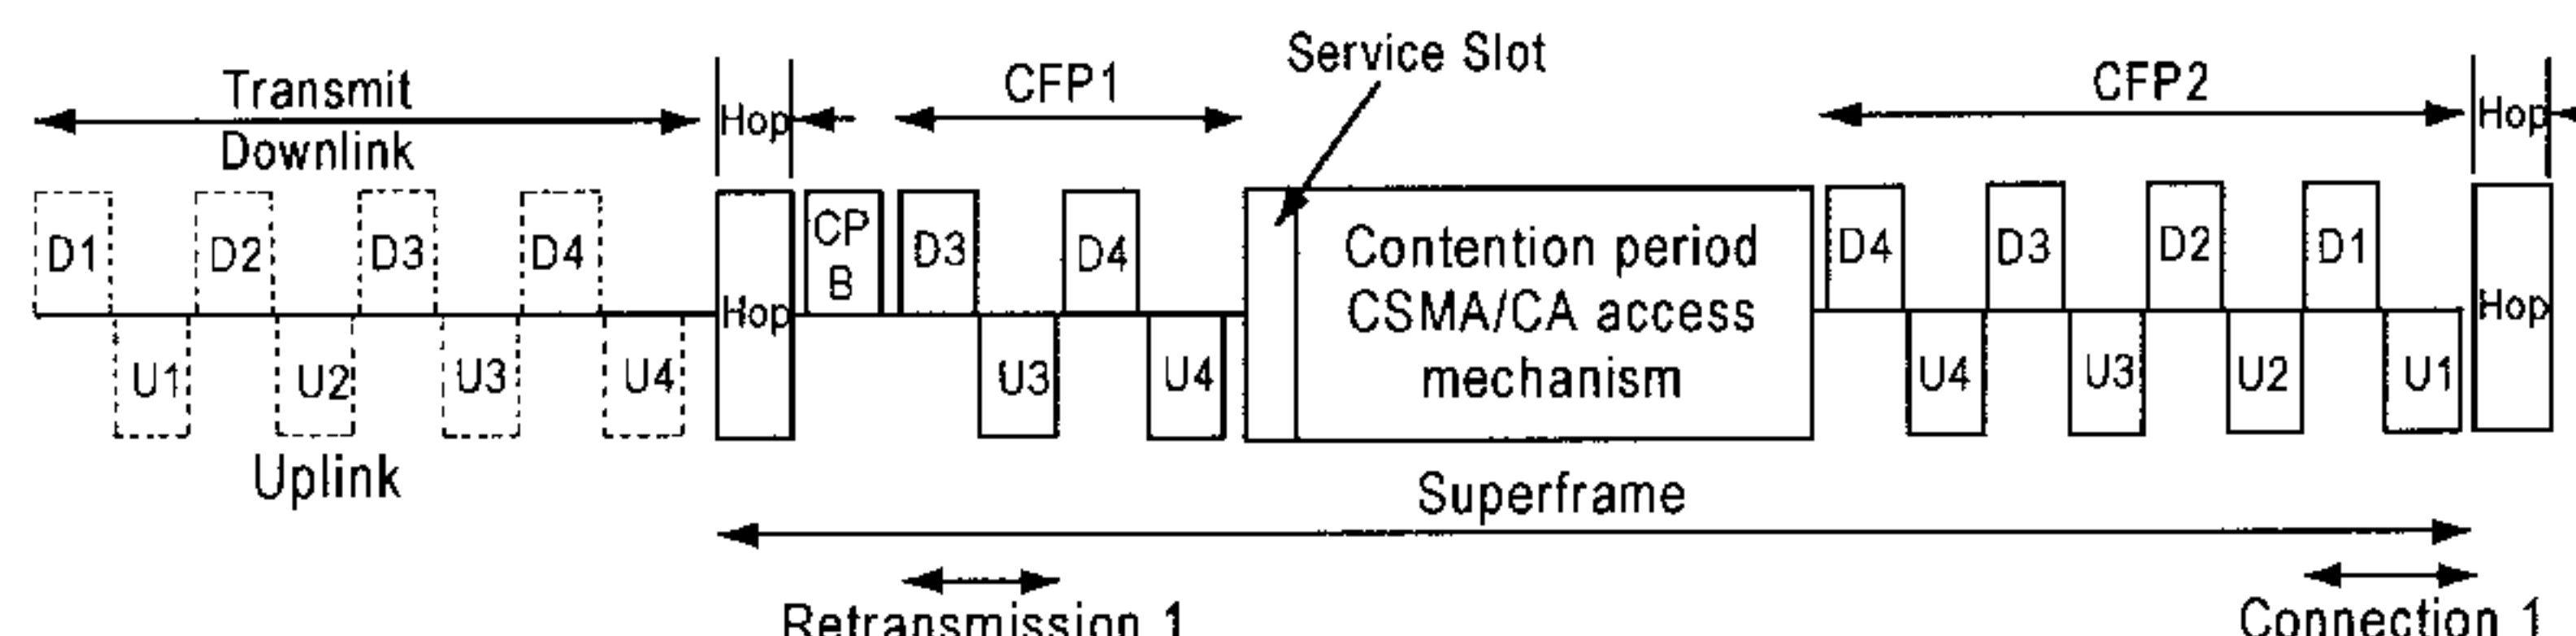 Service Slot
Transmit
CFP1
CFP2
Hop
Hop
Downlink
D1
D2
D3
D4
CP
B
D3
D4
Contention period
CSMA/CA access
mechanism
D4
D3
D2
D1
Hop
Hop
U1
U2
U3
U4
U3
U4
U4
U3
U2
U1
Uplink
Superframe
Retransmission 1
Connection 1